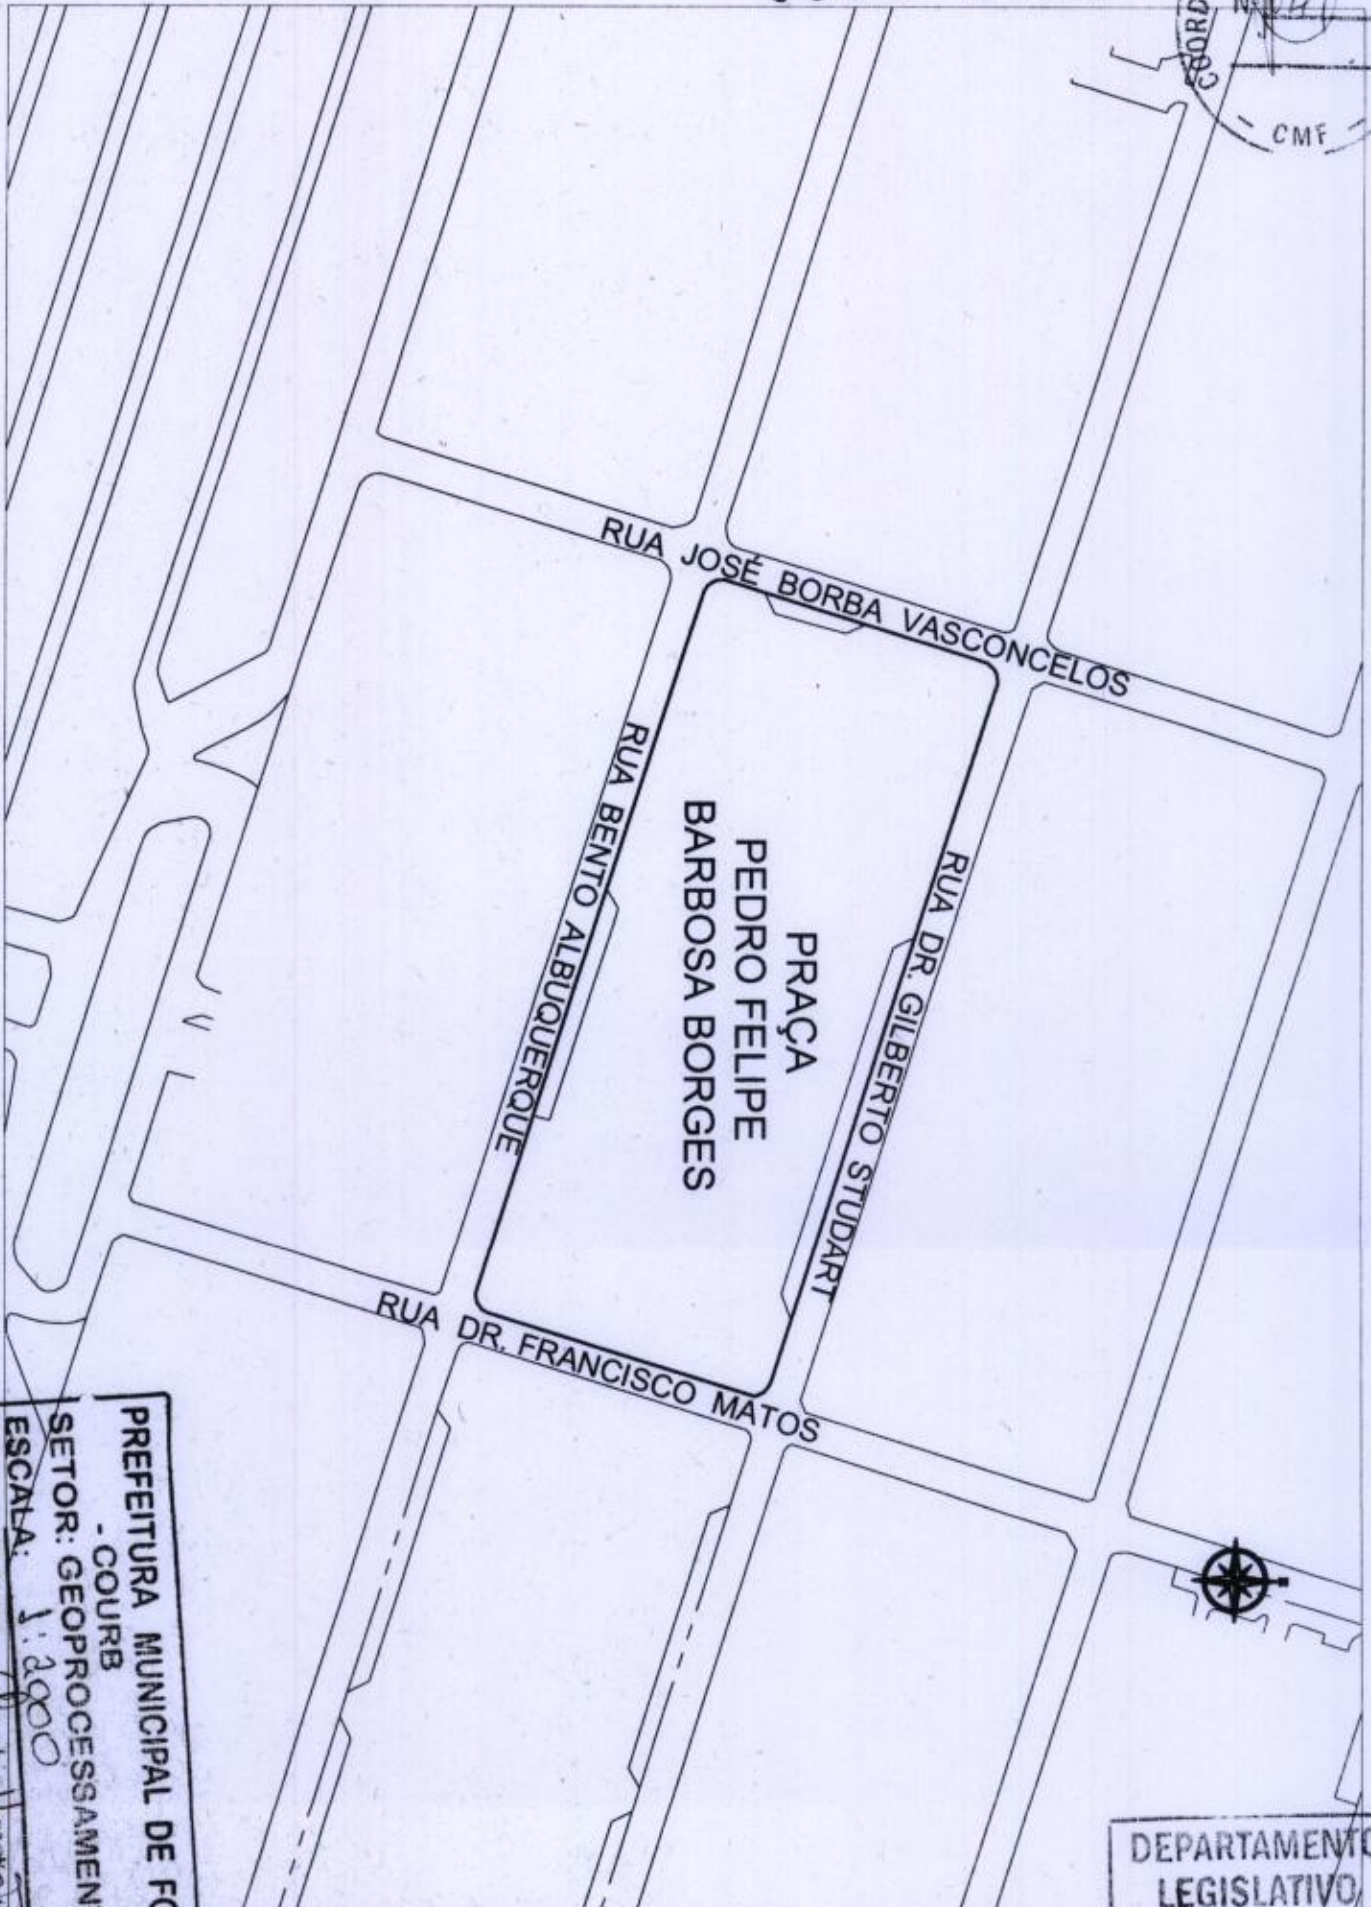 COORD
CMF
RUA JOSÉ BORBA VASCONCELOS
RUA BENTO ALBUQUERQUE
PRAÇA
PEDRO FELIPE
BARBOSA BORGES
RUA DR. GILBERTO STUDART
RUA DR. FRANCISCO MATOS
PREFEITURA MUNICIPAL DE FO
- COURB
SETOR: GEOPROCESSAMEN
ESCALA: 1:2000
DEPARTAMENTO
LEGISLATIVO